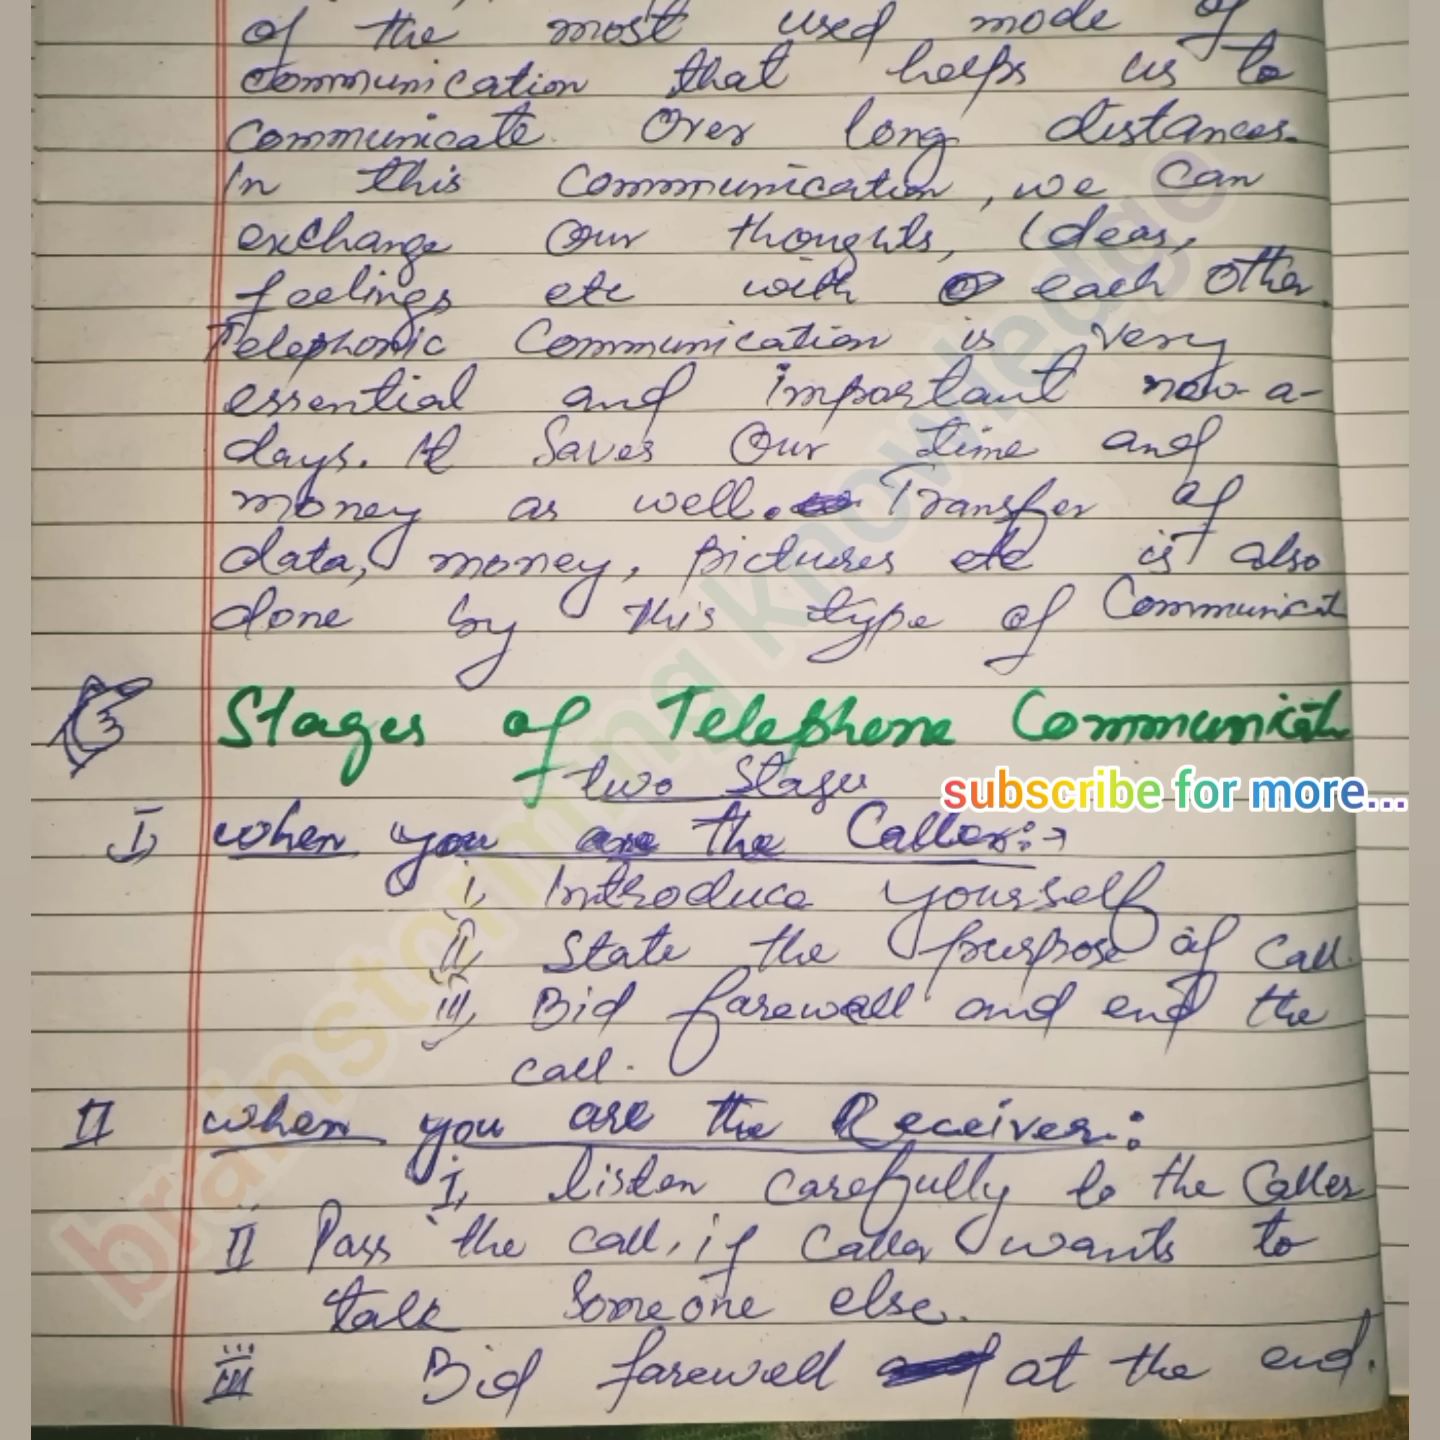 of the most used mode of
communication that helps us to
communicate over long distances.
In this communication, we can
exchange our thoughts, Ideas,
feelings etc with each other.
Telephonic Communication is very
essential and important now-a-
days. It saves our time and
money as well. Transfer of
data, money, pictures etc is also
done by this type of Communicat
Stages of Telephone Communicat
two Stages
subscribe for more...
I, when you are the Caller:→
i, Introduce yourself
ii, State the purpose of call.
iii, Bid farewell and end the
call.
II when you are the Receiver:
I, listen carefully to the Caller
II Pass the call, if Caller wants to
talk someone else.
iii Bid farewell at the end.
brainstorming knowledge